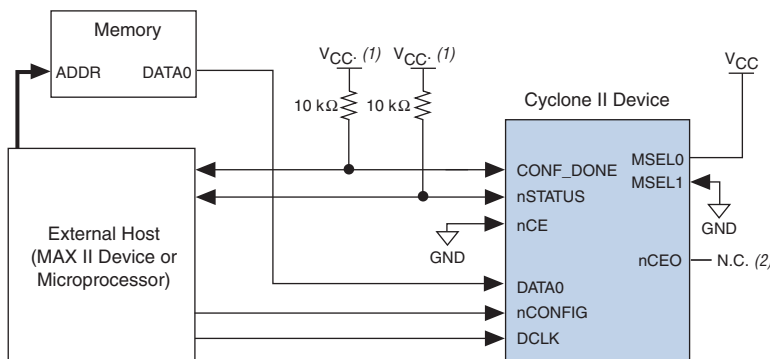 Memory
ADDR
DATA0
VCC. (1)
VCC. (1)
10 kΩ
10 kΩ
Cyclone II Device
VCC
CONF_DONE
nSTATUS
nCE
GND
MSEL0
MSEL1
GND
nCEO
N.C. (2)
External Host
(MAX II Device or
Microprocessor)
DATA0
nCONFIG
DCLK